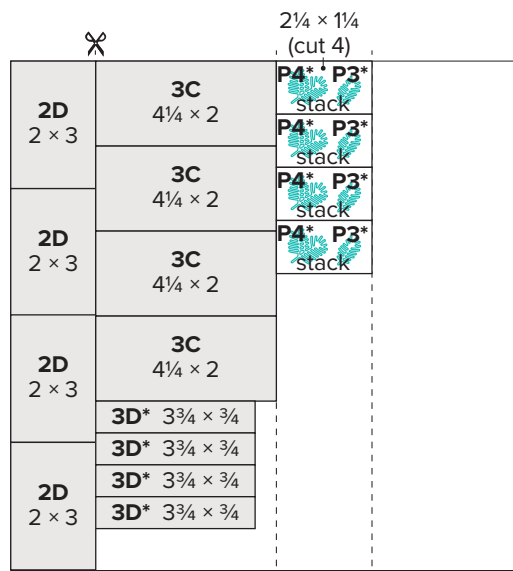 2¼ × 1¼
(cut 4)
2D
2 × 3
2D
2 × 3
2D
2 × 3
2D
2 × 3
3C
4¼ × 2
3C
4¼ × 2
3C
4¼ × 2
3C
4¼ × 2
3D* 3¾ × ¾
3D* 3¾ × ¾
3D* 3¾ × ¾
3D* 3¾ × ¾
P4* P3*
stack
P4* P3*
stack
P4* P3*
stack
P4* P3*
stack